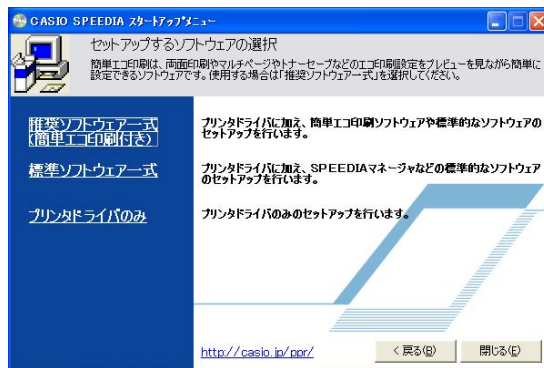 CASIO SPEEDIA スタートアップメニュー
セットアップするソフトウェアの選択
簡単エコ印刷は、両面印刷やマルチページやトナーセーブなどのエコ印刷設定をプレビューを見ながら簡単に
設定できるソフトウェアです。使用する場合は「推奨ソフトウェア一式」を選択してください。
推奨ソフトウェア一式
(簡単エコ印刷付き)
プリンタドライバに加え、簡単エコ印刷ソフトウェアや標準的なソフトウェアの
セットアップを行います。
標準ソフトウェア一式
プリンタドライバに加え、SPEEDIAマネージャなどの標準的なソフトウェア
のセットアップを行います。
プリンタドライバのみ
プリンタドライバのみのセットアップを行います。
http://casio.jp/ppr/
< 戻る(B)
閉じる(E)